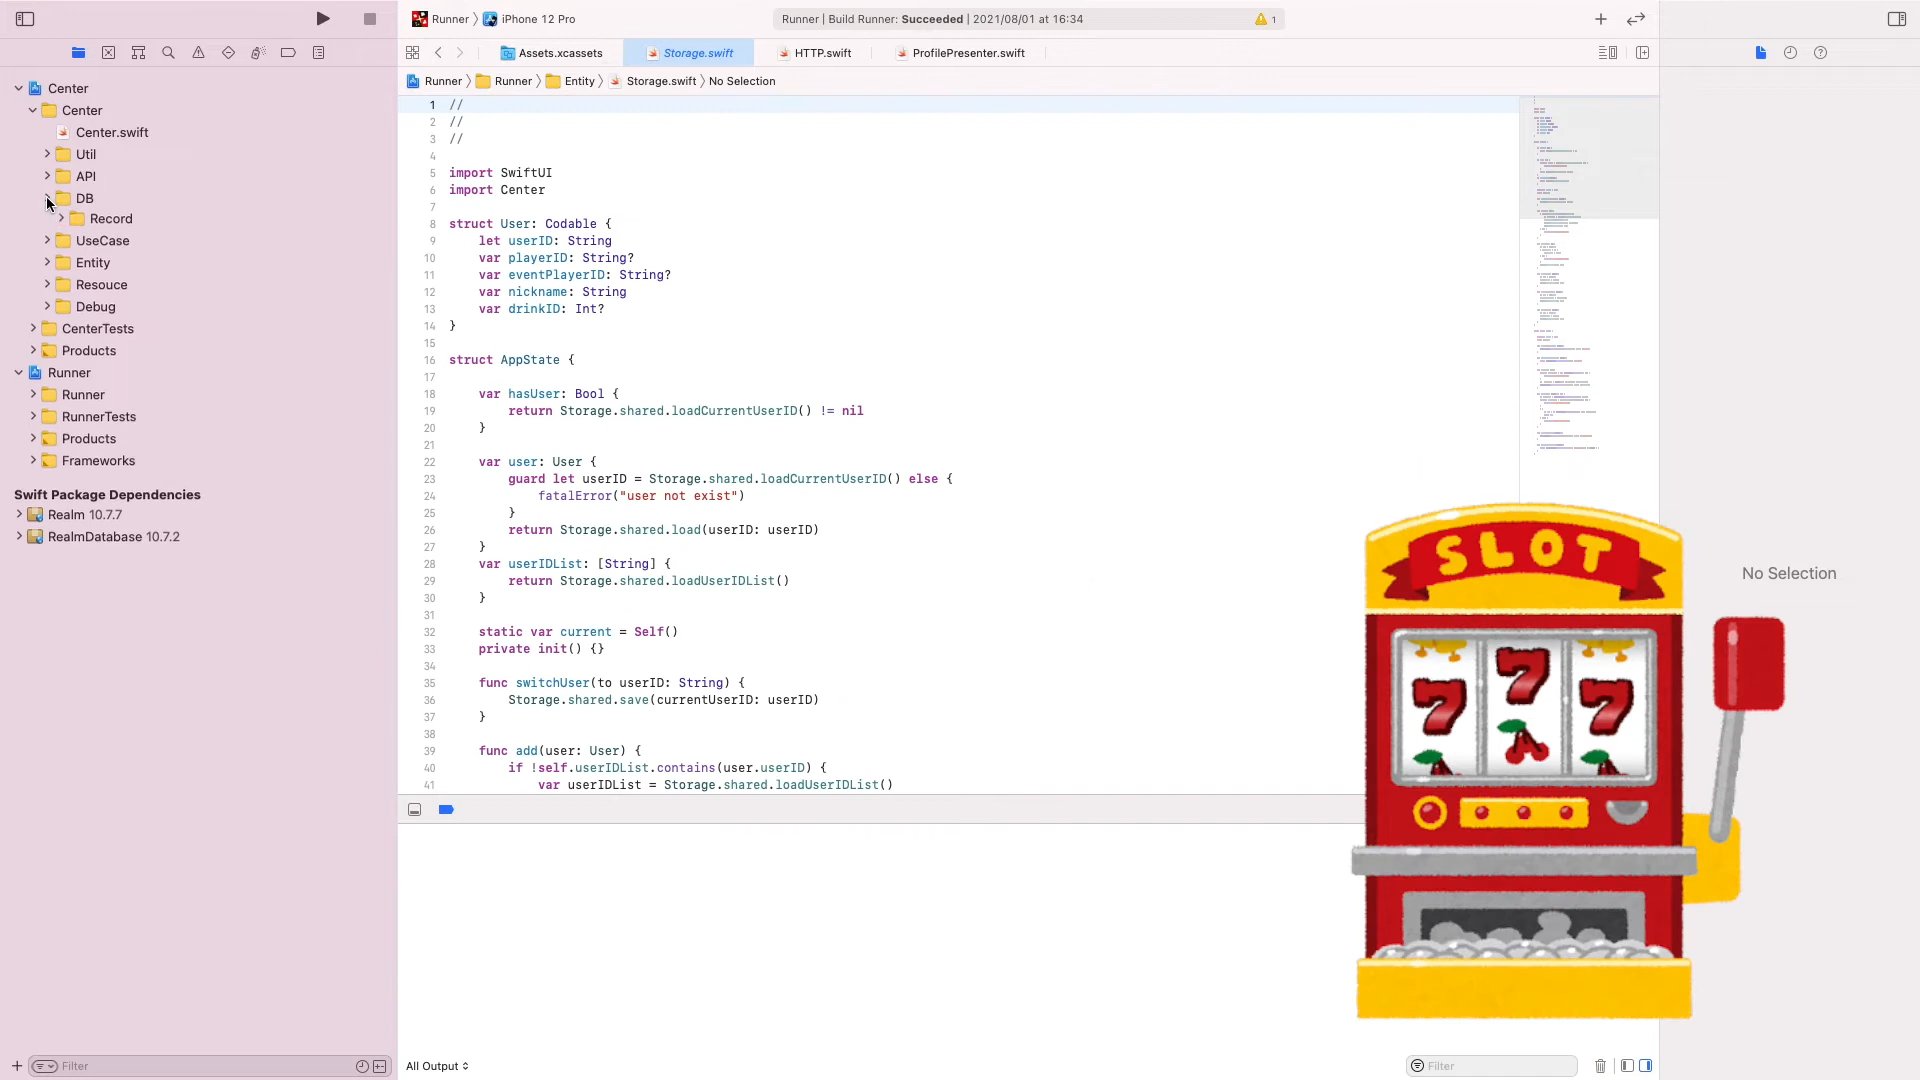 Runner 〉 iPhone 12 Pro
Runner | Build Runner: Succeeded | 2021/08/01 at 16:34
1
Assets.xcassets
Storage.swift
HTTP.swift
ProfilePresenter.swift
Runner 〉 Runner 〉 Entity 〉 Storage.swift 〉 No Selection
Center
Center
Center.swift
Util
API
DB
Record
UseCase
Entity
Resouce
Debug
CenterTests
Products
Runner
Runner
RunnerTests
Products
Frameworks
Swift Package Dependencies
Realm 10.7.7
RealmDatabase 10.7.2
Filter
1 //
2 //
3 //
4
5 import SwiftUI
6 import Center
7
8 struct User: Codable {
9     let userID: String
10     var playerID: String?
11     var eventPlayerID: String?
12     var nickname: String
13     var drinkID: Int?
14 }
15
16 struct AppState {
17
18     var hasUser: Bool {
19         return Storage.shared.loadCurrentUserID() != nil
20     }
21
22     var user: User {
23         guard let userID = Storage.shared.loadCurrentUserID() else {
24             fatalError("user not exist")
25         }
26         return Storage.shared.load(userID: userID)
27     }
28     var userIDList: [String] {
29         return Storage.shared.loadUserIDList()
30     }
31
32     static var current = Self()
33     private init() {}
34
35     func switchUser(to userID: String) {
36         Storage.shared.save(currentUserID: userID)
37     }
38
39     func add(user: User) {
40         if !self.userIDList.contains(user.userID) {
41             var userIDList = Storage.shared.loadUserIDList()
All Output
Filter
No Selection
SLOT
7 7 7